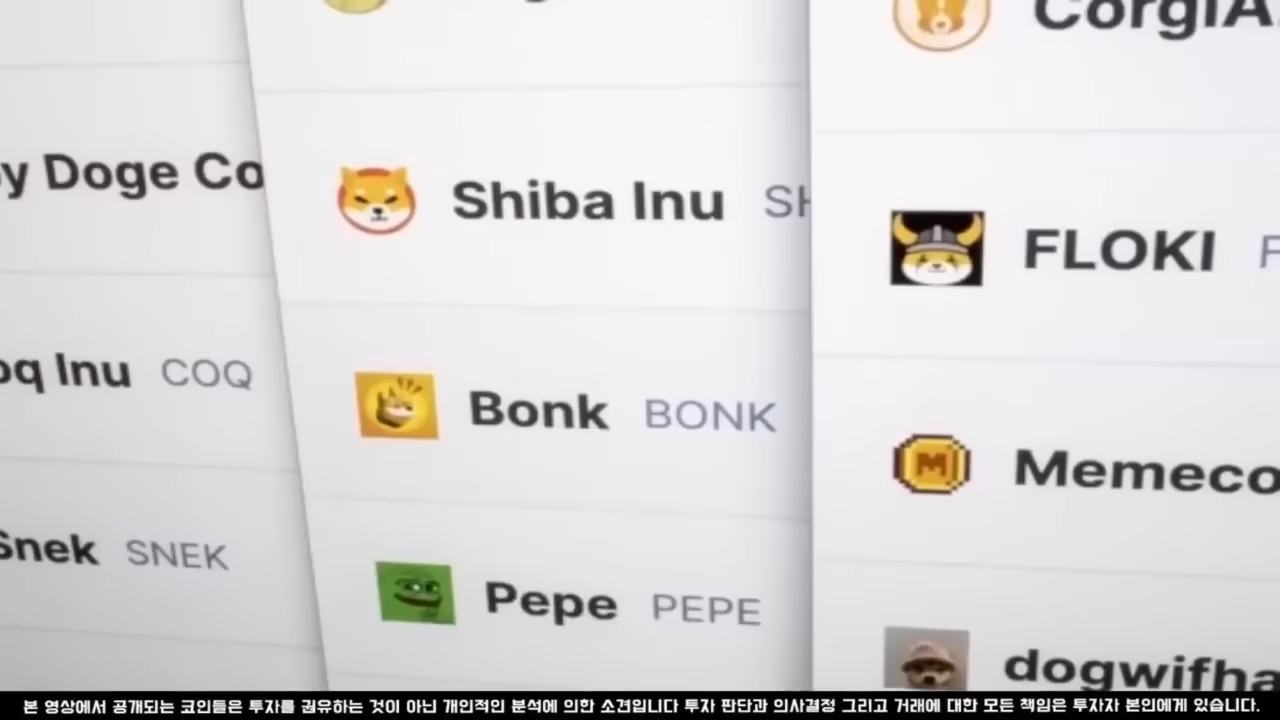 y Doge Co
oq Inu COQ
Snek SNEK
Shiba Inu SH
Bonk BONK
Pepe PEPE
CorgiA
FLOKI F
M
Memeco
dogwifha
본 영상에서 공개되는 코인들은 투자를 권유하는 것이 아닌 개인적인 분석에 의한 소견입니다 투자 판단과 의사결정 그리고 거래에 대한 모든 책임은 투자자 본인에게 있습니다.